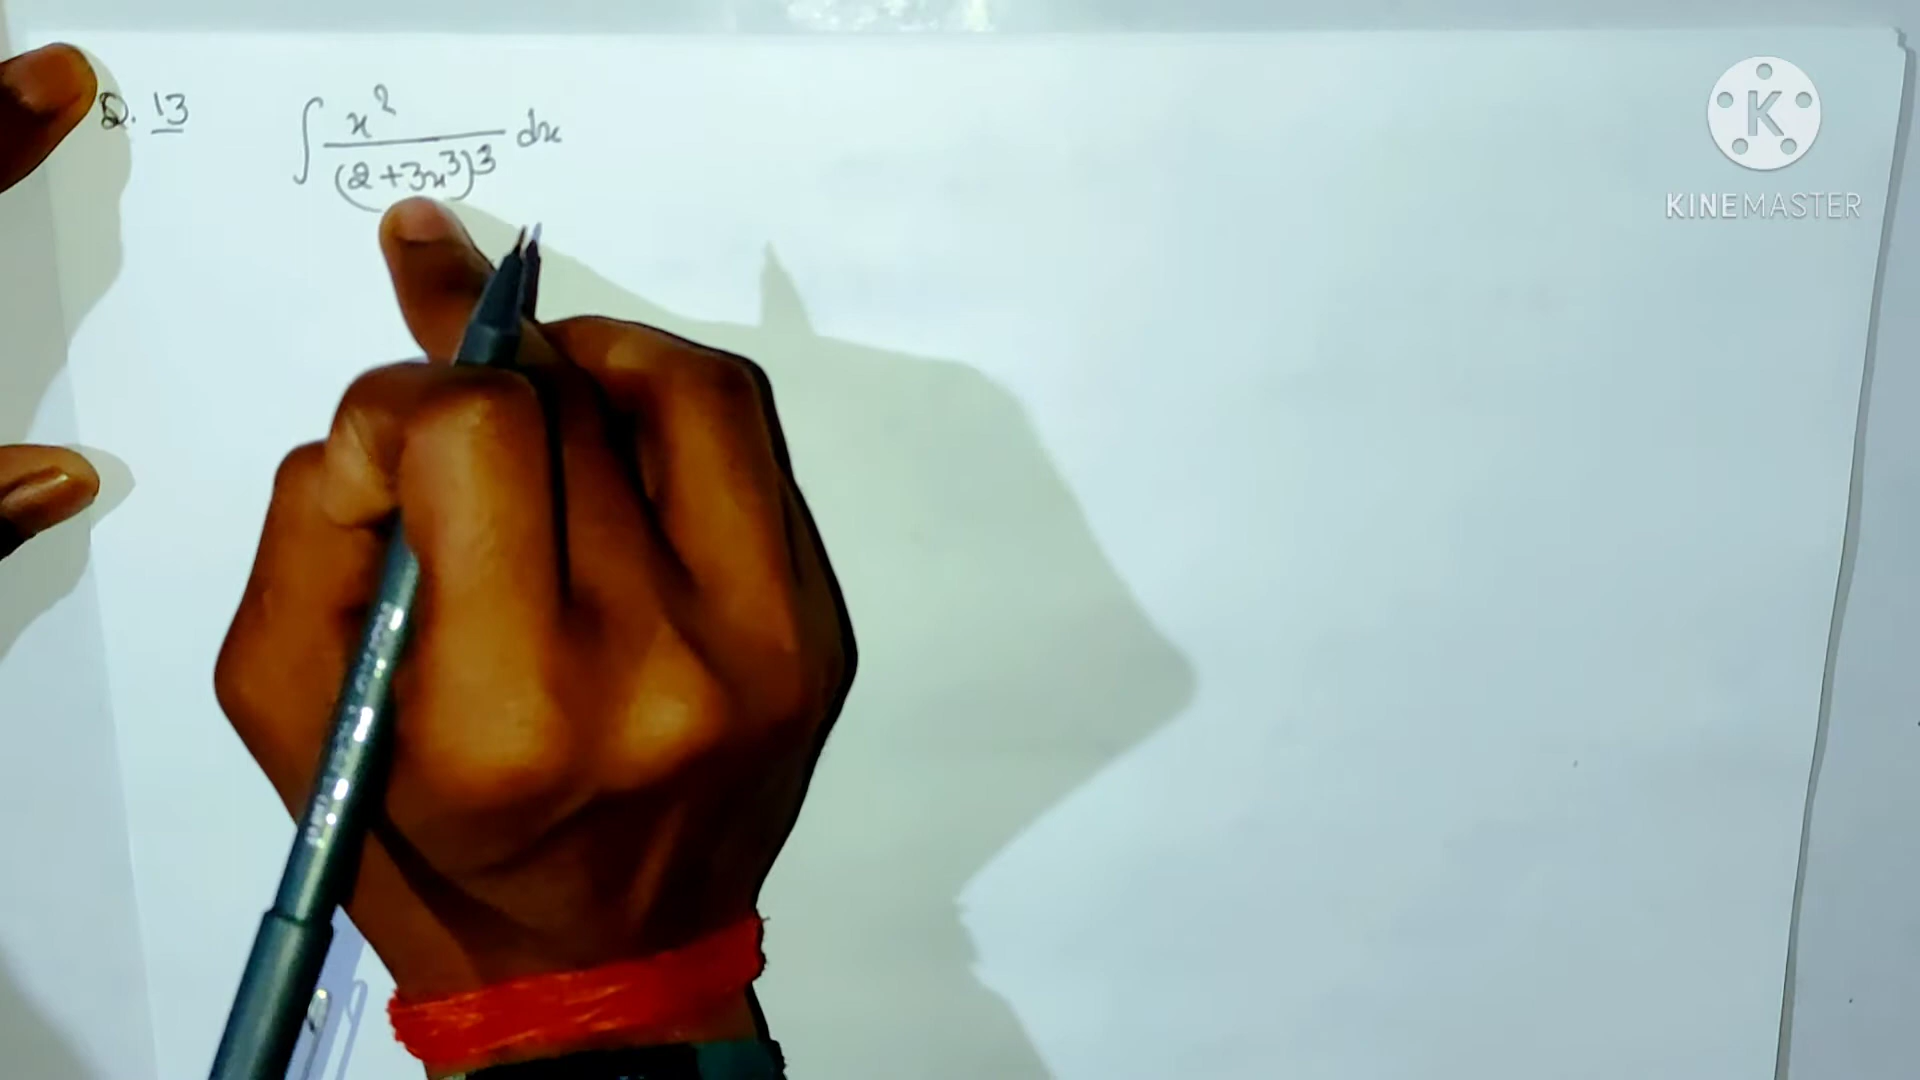 Q. 13 ∫ x²/(2+3x³)³ dx
K
KINEMASTER